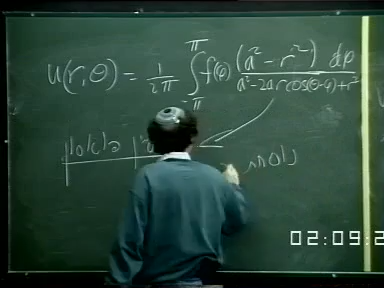 u(r,θ) = 1/2π ∫_{-π}^{π} f(φ) (a² - r²) dφ / a² - 2ar cos(θ-φ) + r²
02:09:2